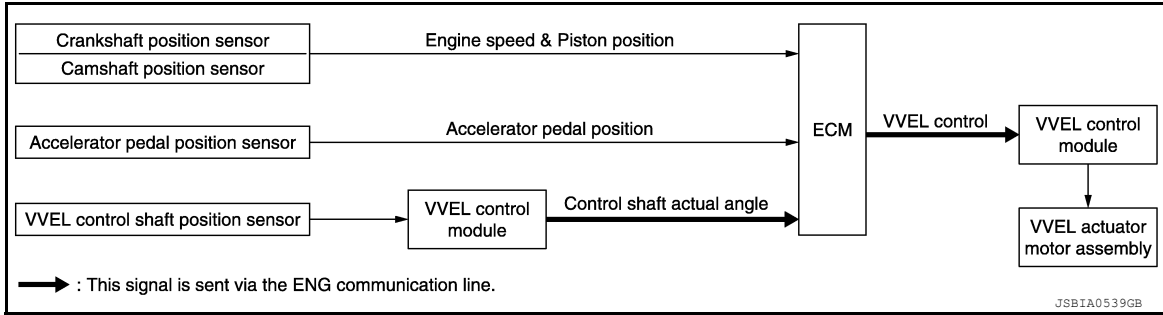 Crankshaft position sensor
Camshaft position sensor
Engine speed & Piston position
Accelerator pedal position sensor
Accelerator pedal position
VVEL control shaft position sensor
VVEL control
module
Control shaft actual angle
ECM
VVEL control
VVEL control
module
VVEL actuator
motor assembly
: This signal is sent via the ENG communication line.
JSBIA0539GB